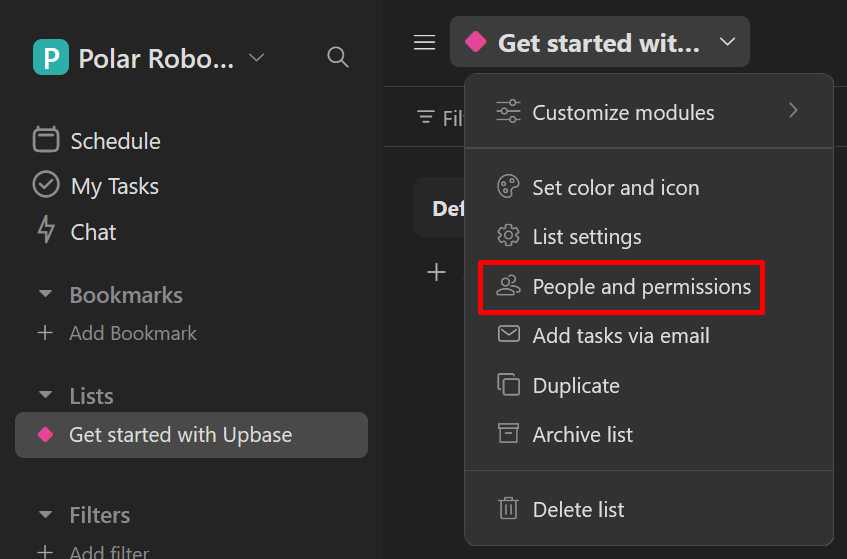 P Polar Robo...
Schedule
My Tasks
Chat
Bookmarks
Add Bookmark
Lists
Get started with Upbase
Filters
Add filter
Get started wit...
Fil
Def
Customize modules
Set color and icon
List settings
People and permissions
Add tasks via email
Duplicate
Archive list
Delete list